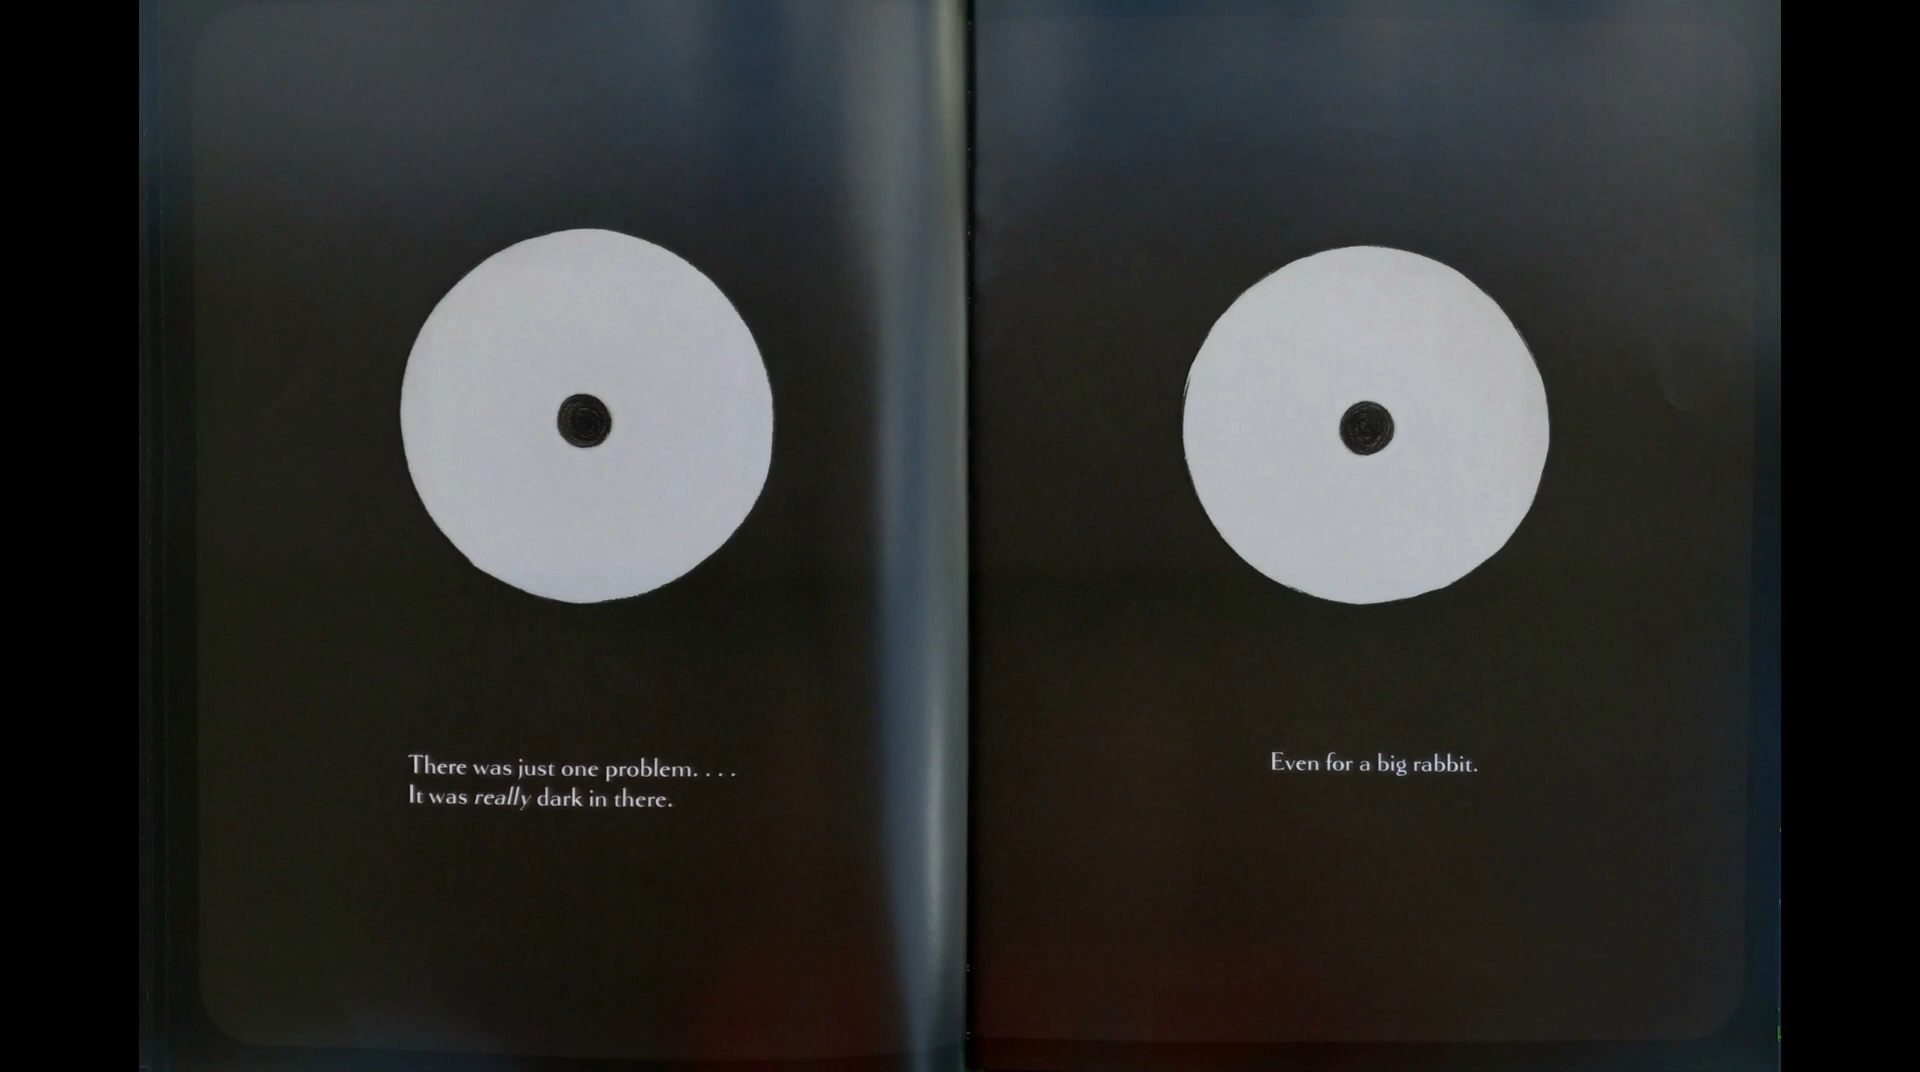 There was just one problem. . . .
It was really dark in there.
Even for a big rabbit.